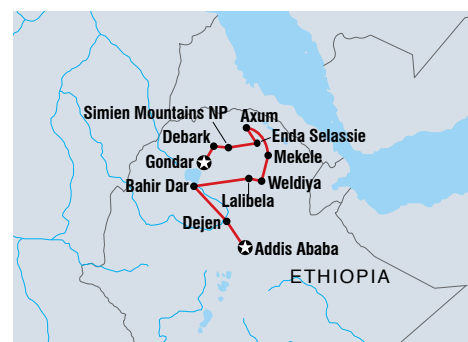 Axum
Simien Mountains NP
Debark
Enda Selassie
Gondar
Mekele
Bahir Dar
Weldiya
Lalibela
Dejen
Addis Ababa
ETHIOPIA